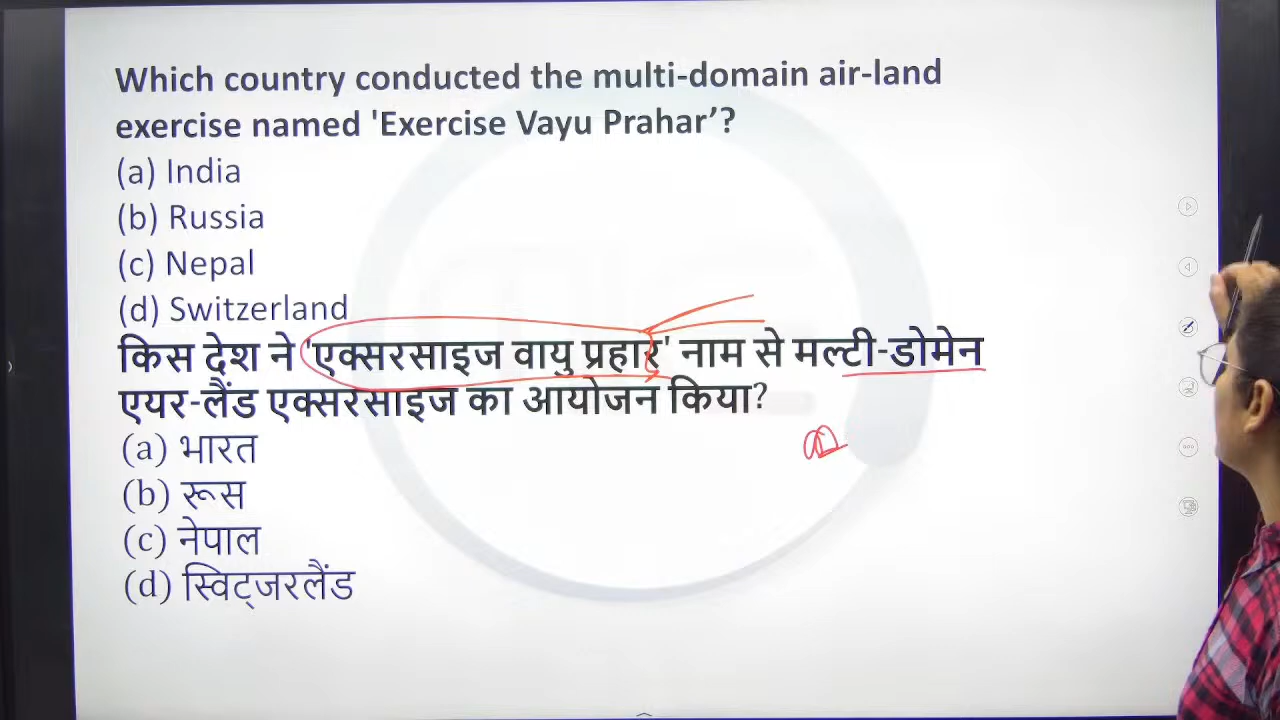 Which country conducted the multi-domain air-land
exercise named 'Exercise Vayu Prahar’?
(a) India
(b) Russia
(c) Nepal
(d) Switzerland
किस देश ने 'एक्सरसाइज वायु प्रहार' नाम से मल्टी-डोमेन
एयर-लैंड एक्सरसाइज का आयोजन किया?
(a) भारत
(b) रूस
(c) नेपाल
(d) स्विट्जरलैंड